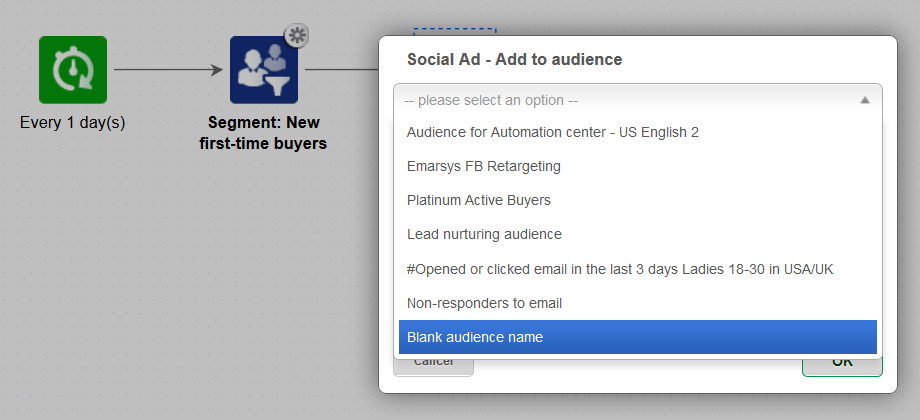 Social Ad - Add to audience
-- please select an option --
Every 1 day(s)
Segment: New
first-time buyers
Audience for Automation center - US English 2
Emarsys FB Retargeting
Platinum Active Buyers
Lead nurturing audience
#Opened or clicked email in the last 3 days Ladies 18-30 in USA/UK
Non-responders to email
Blank audience name
Cancel
OK